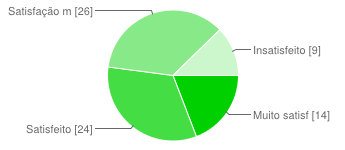 Satisfação m [26]
Insatisfeito [9]
Satisfeito [24]
Muito satisf [14]